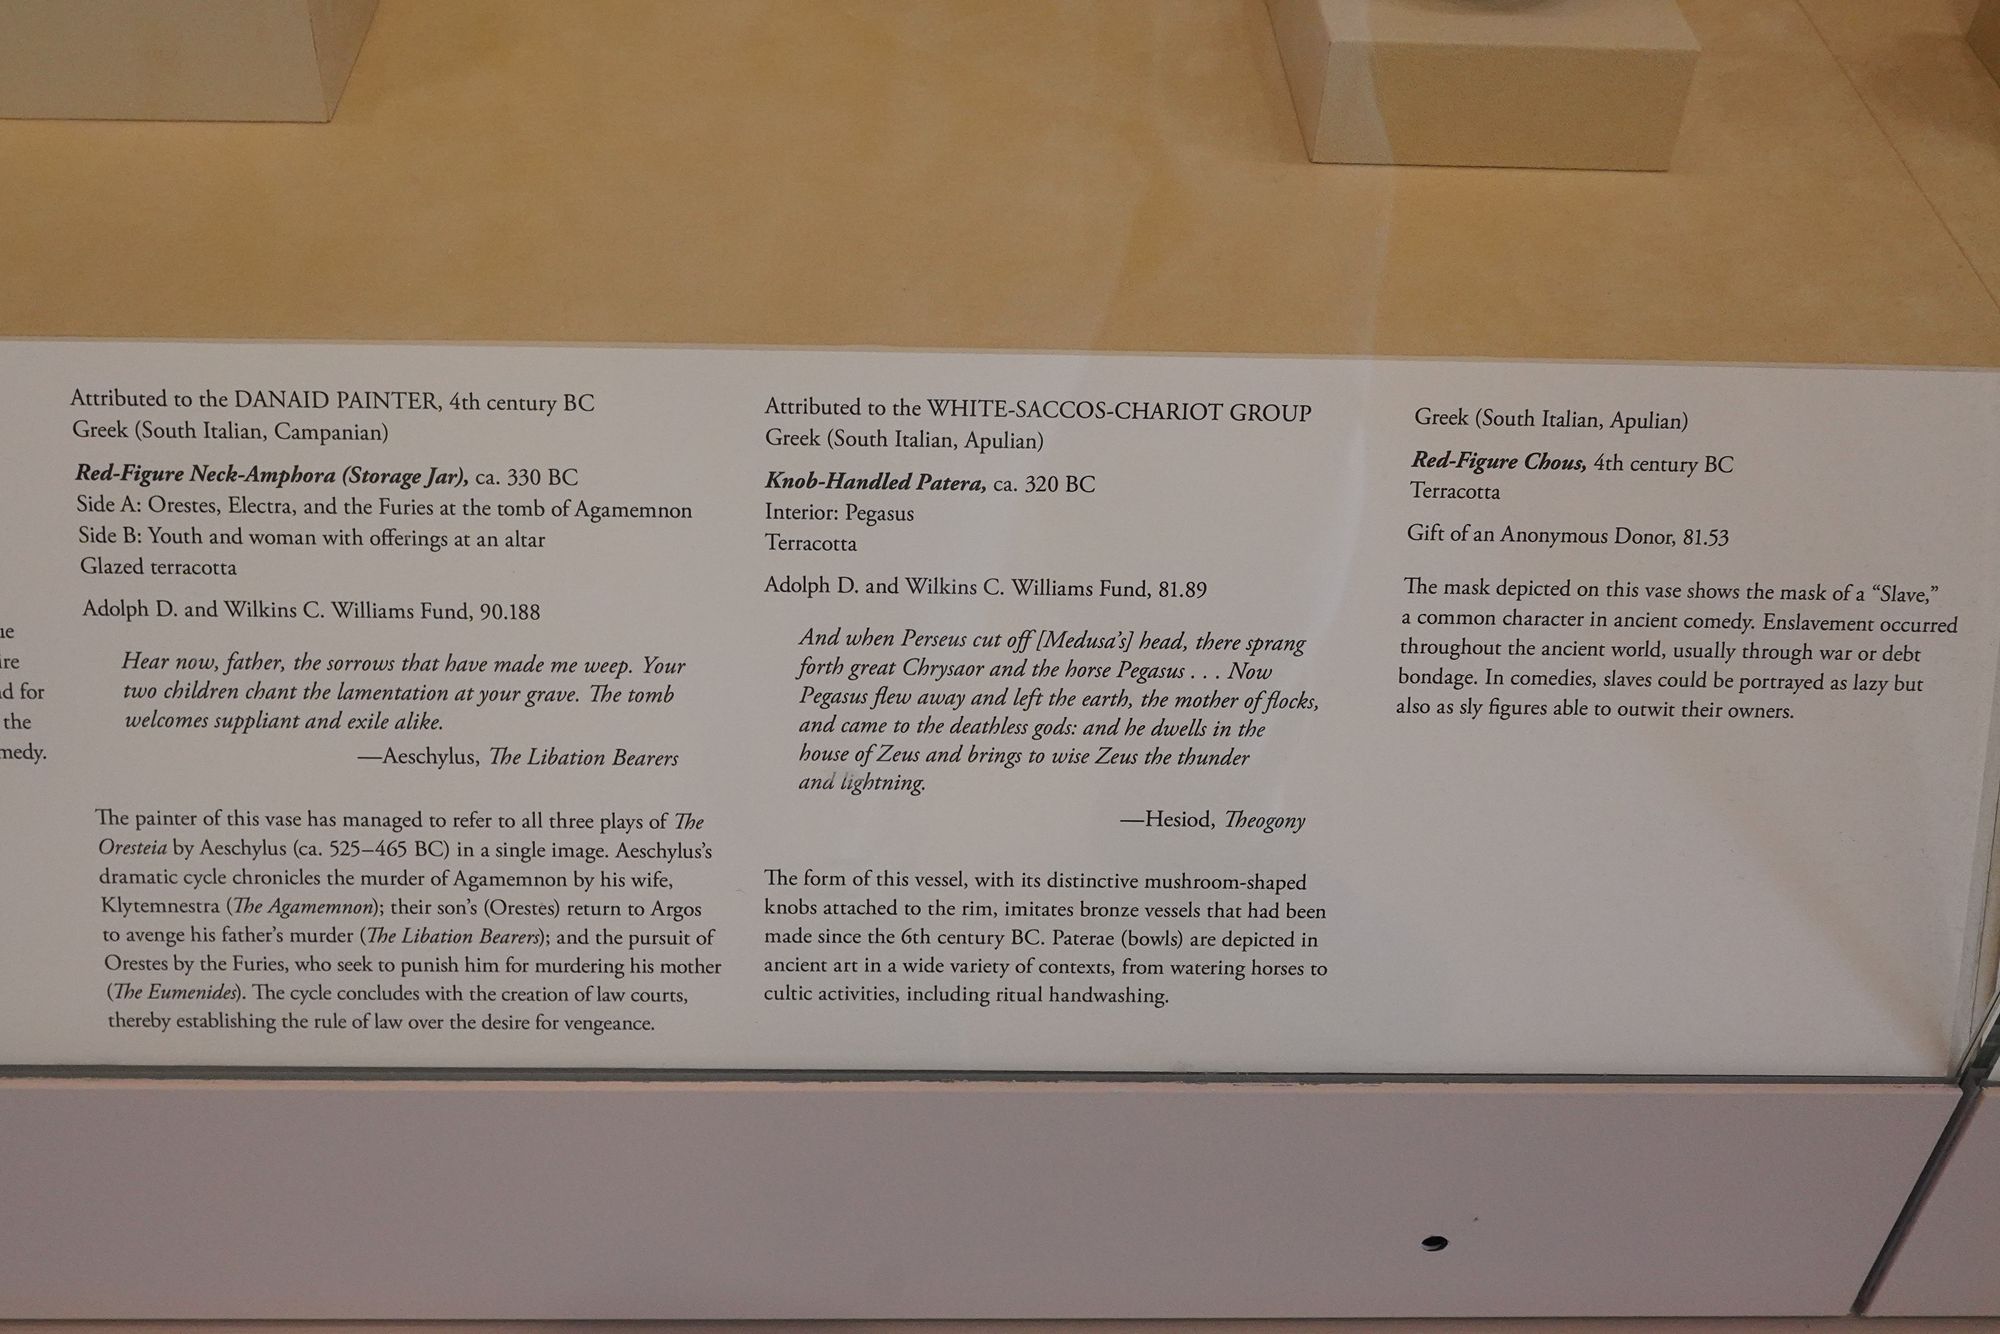 ue
ire
d for
the
medy.
Attributed to the DANAID PAINTER, 4th century BC
Greek (South Italian, Campanian)
Red-Figure Neck-Amphora (Storage Jar), ca. 330 BC
Side A: Orestes, Electra, and the Furies at the tomb of Agamemnon
Side B: Youth and woman with offerings at an altar
Glazed terracotta
Adolph D. and Wilkins C. Williams Fund, 90.188
Hear now, father, the sorrows that have made me weep. Your
two children chant the lamentation at your grave. The tomb
welcomes suppliant and exile alike.
—Aeschylus, The Libation Bearers
The painter of this vase has managed to refer to all three plays of The
Oresteia by Aeschylus (ca. 525–465 BC) in a single image. Aeschylus's
dramatic cycle chronicles the murder of Agamemnon by his wife,
Klytemnestra (The Agamemnon); their son's (Orestes) return to Argos
to avenge his father's murder (The Libation Bearers); and the pursuit of
Orestes by the Furies, who seek to punish him for murdering his mother
(The Eumenides). The cycle concludes with the creation of law courts,
thereby establishing the rule of law over the desire for vengeance.
Attributed to the WHITE-SACCOS-CHARIOT GROUP
Greek (South Italian, Apulian)
Knob-Handled Patera, ca. 320 BC
Interior: Pegasus
Terracotta
Adolph D. and Wilkins C. Williams Fund, 81.89
And when Perseus cut off [Medusa's] head, there sprang
forth great Chrysaor and the horse Pegasus . . . Now
Pegasus flew away and left the earth, the mother of flocks,
and came to the deathless gods: and he dwells in the
house of Zeus and brings to wise Zeus the thunder
and lightning.
—Hesiod, Theogony
The form of this vessel, with its distinctive mushroom-shaped
knobs attached to the rim, imitates bronze vessels that had been
made since the 6th century BC. Paterae (bowls) are depicted in
ancient art in a wide variety of contexts, from watering horses to
cultic activities, including ritual handwashing.
Greek (South Italian, Apulian)
Red-Figure Chous, 4th century BC
Terracotta
Gift of an Anonymous Donor, 81.53
The mask depicted on this vase shows the mask of a “Slave,”
a common character in ancient comedy. Enslavement occurred
throughout the ancient world, usually through war or debt
bondage. In comedies, slaves could be portrayed as lazy but
also as sly figures able to outwit their owners.